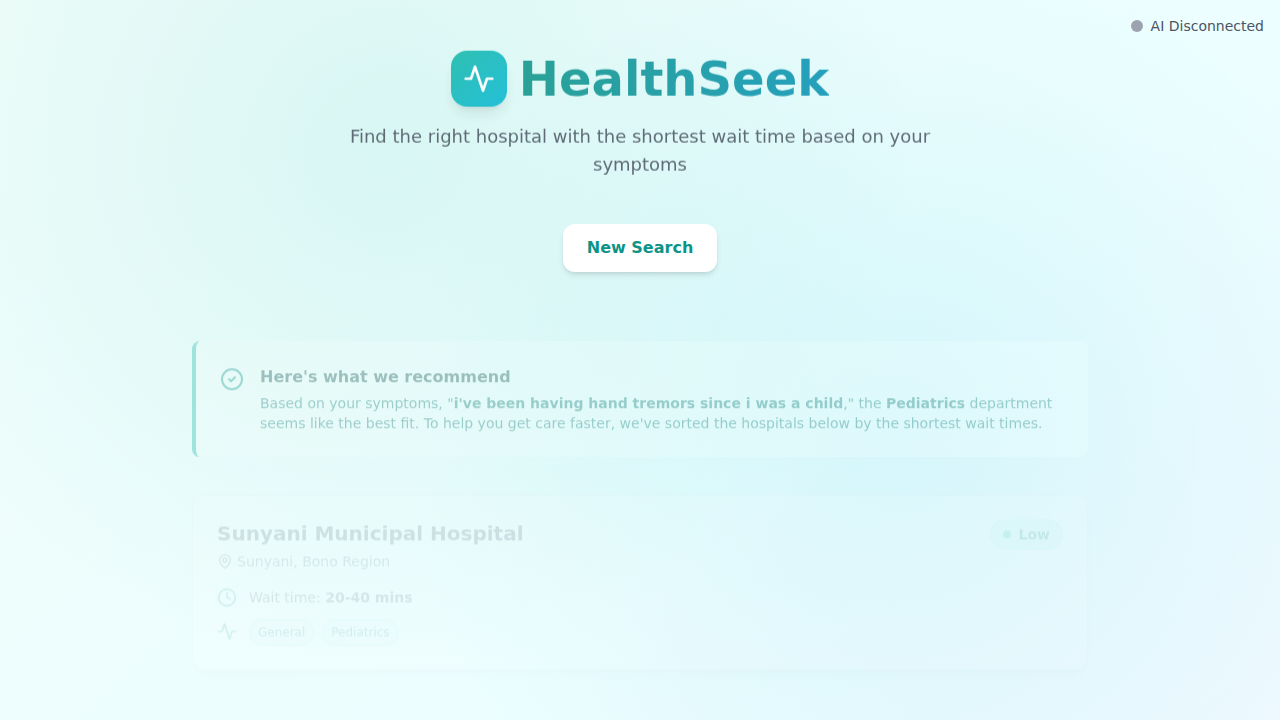 AI Disconnected
HealthSeek
Find the right hospital with the shortest wait time based on your
symptoms
New Search
Here's what we recommend
Based on your symptoms, "i've been having hand tremors since i was a child," the Pediatrics department
seems like the best fit. To help you get care faster, we've sorted the hospitals below by the shortest wait times.
Sunyani Municipal Hospital
Low
Sunyani, Bono Region
Wait time: 20-40 mins
General Pediatrics